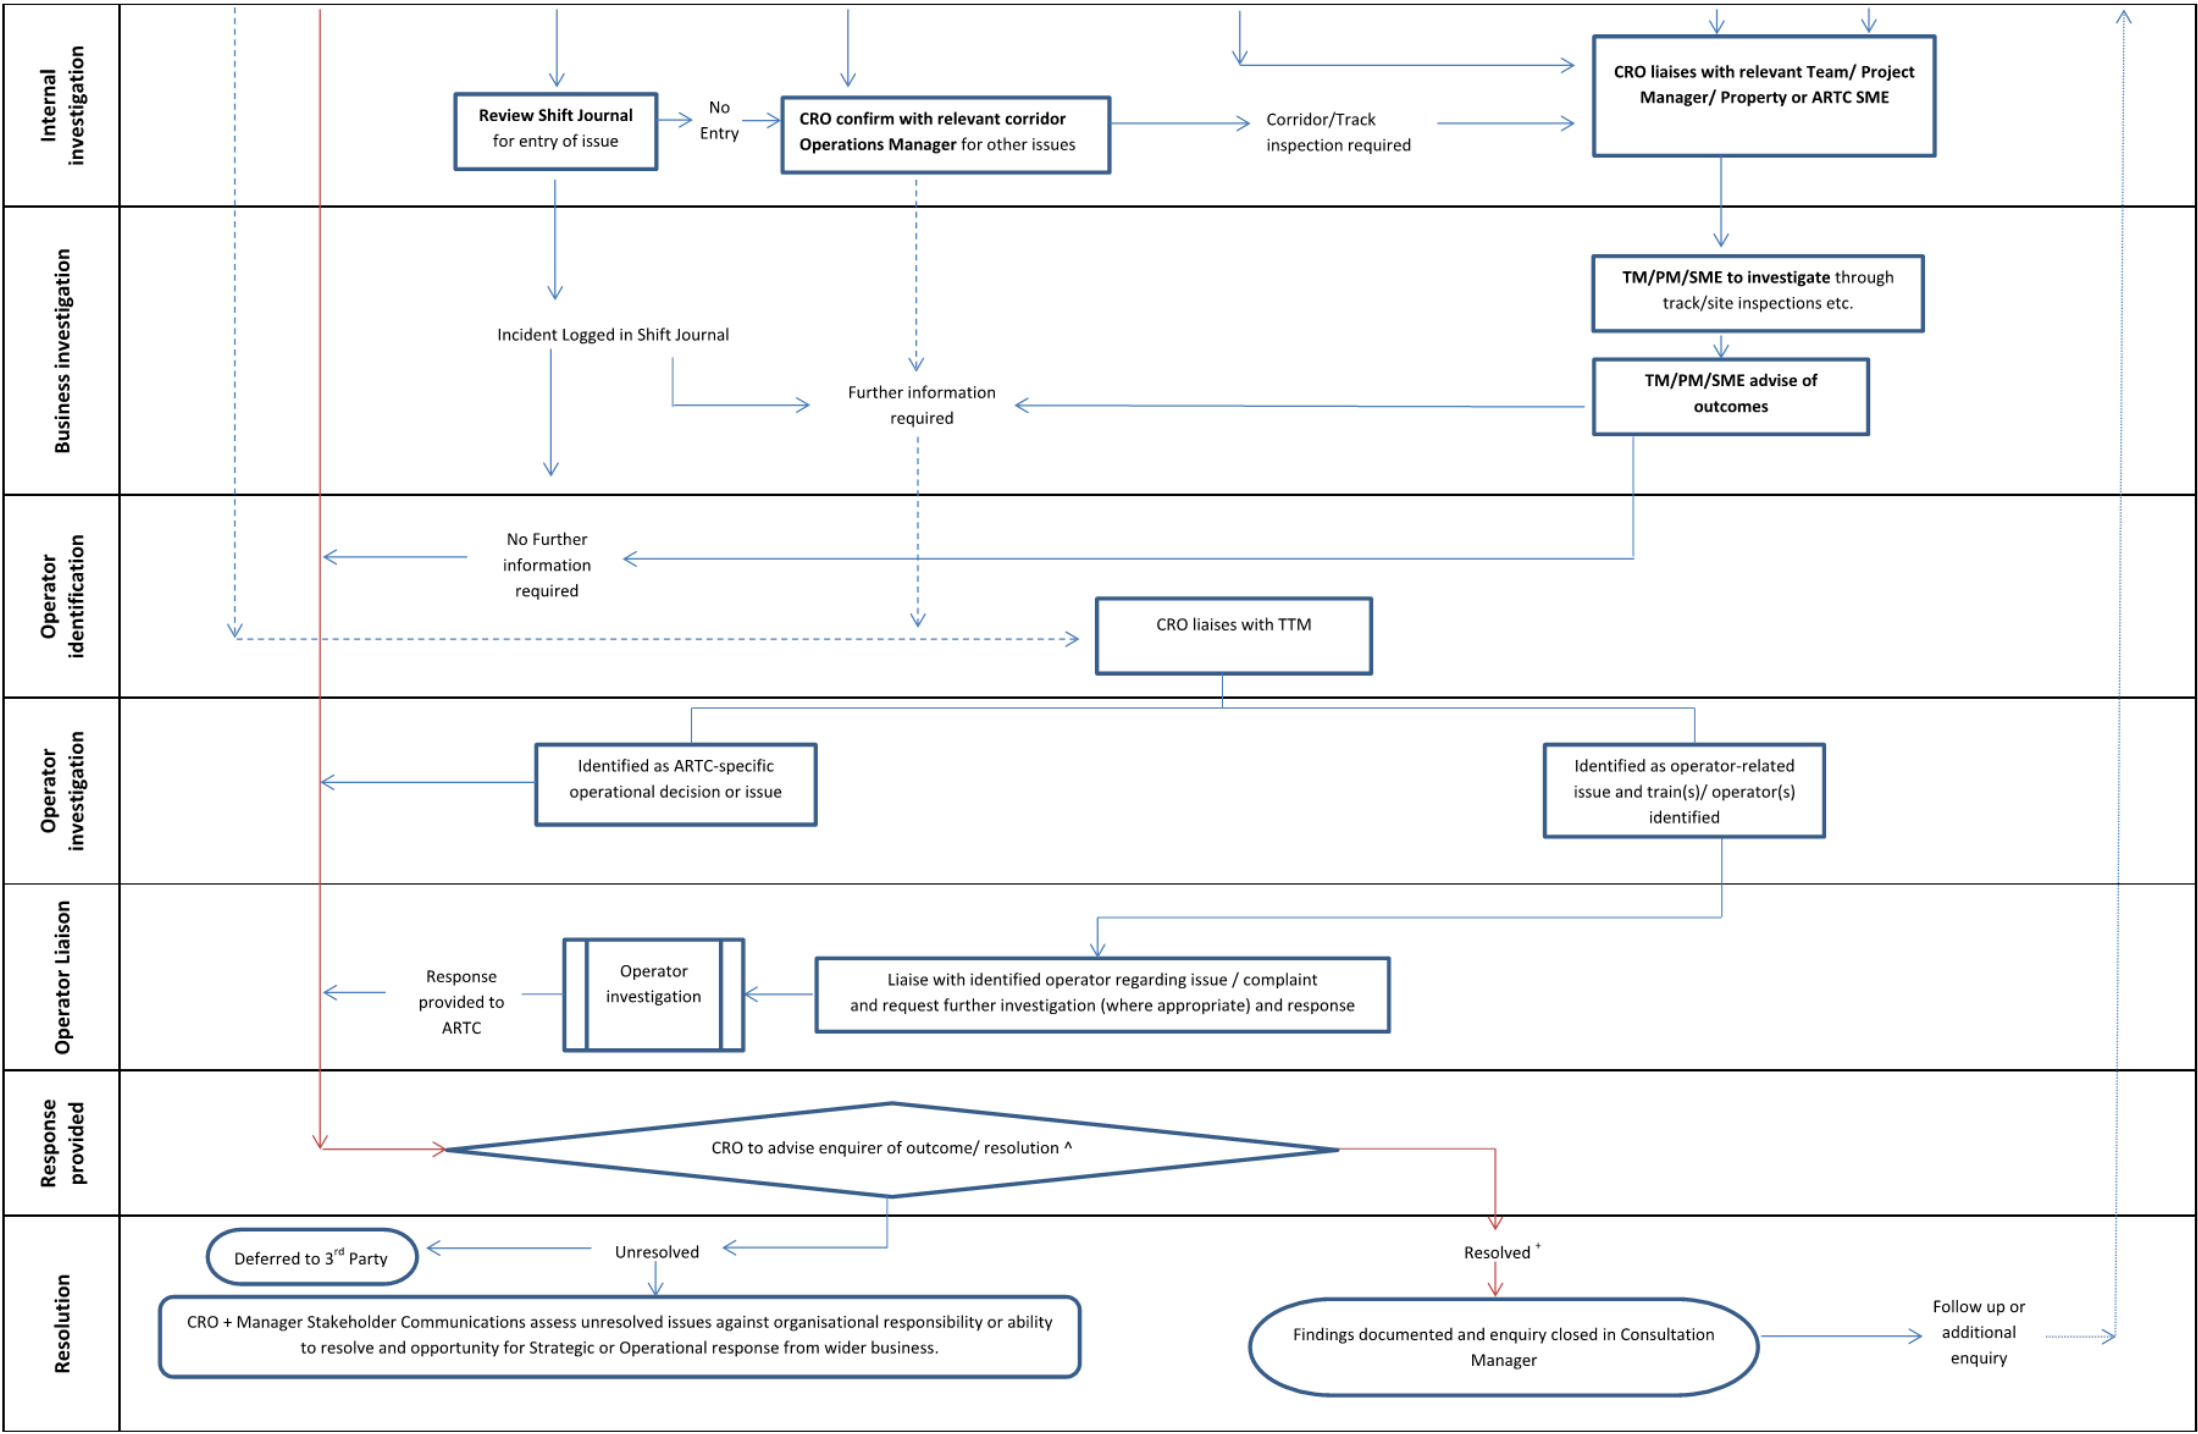 Internal
investigation
Review Shift Journal
for entry of issue
No
Entry
CRO confirm with relevant corridor
Operations Manager for other issues
Corridor/Track
inspection required
CRO liaises with relevant Team/ Project
Manager/ Property or ARTC SME
Business investigation
TM/PM/SME to investigate through
track/site inspections etc.
Incident Logged in Shift Journal
Further information
required
TM/PM/SME advise of
outcomes
Operator
identification
No Further
information
required
CRO liaises with TTM
Operator
investigation
Identified as ARTC-specific
operational decision or issue
Identified as operator-related
issue and train(s)/ operator(s)
identified
Operator Liaison
Response
provided to
ARTC
Operator
investigation
Liaise with identified operator regarding issue / complaint
and request further investigation (where appropriate) and response
Response
provided
CRO to advise enquirer of outcome/ resolution ^
Resolution
Deferred to 3rd Party
Unresolved
Resolved +
CRO + Manager Stakeholder Communications assess unresolved issues against organisational responsibility or ability
to resolve and opportunity for Strategic or Operational response from wider business.
Findings documented and enquiry closed in Consultation
Manager
Follow up or
additional
enquiry